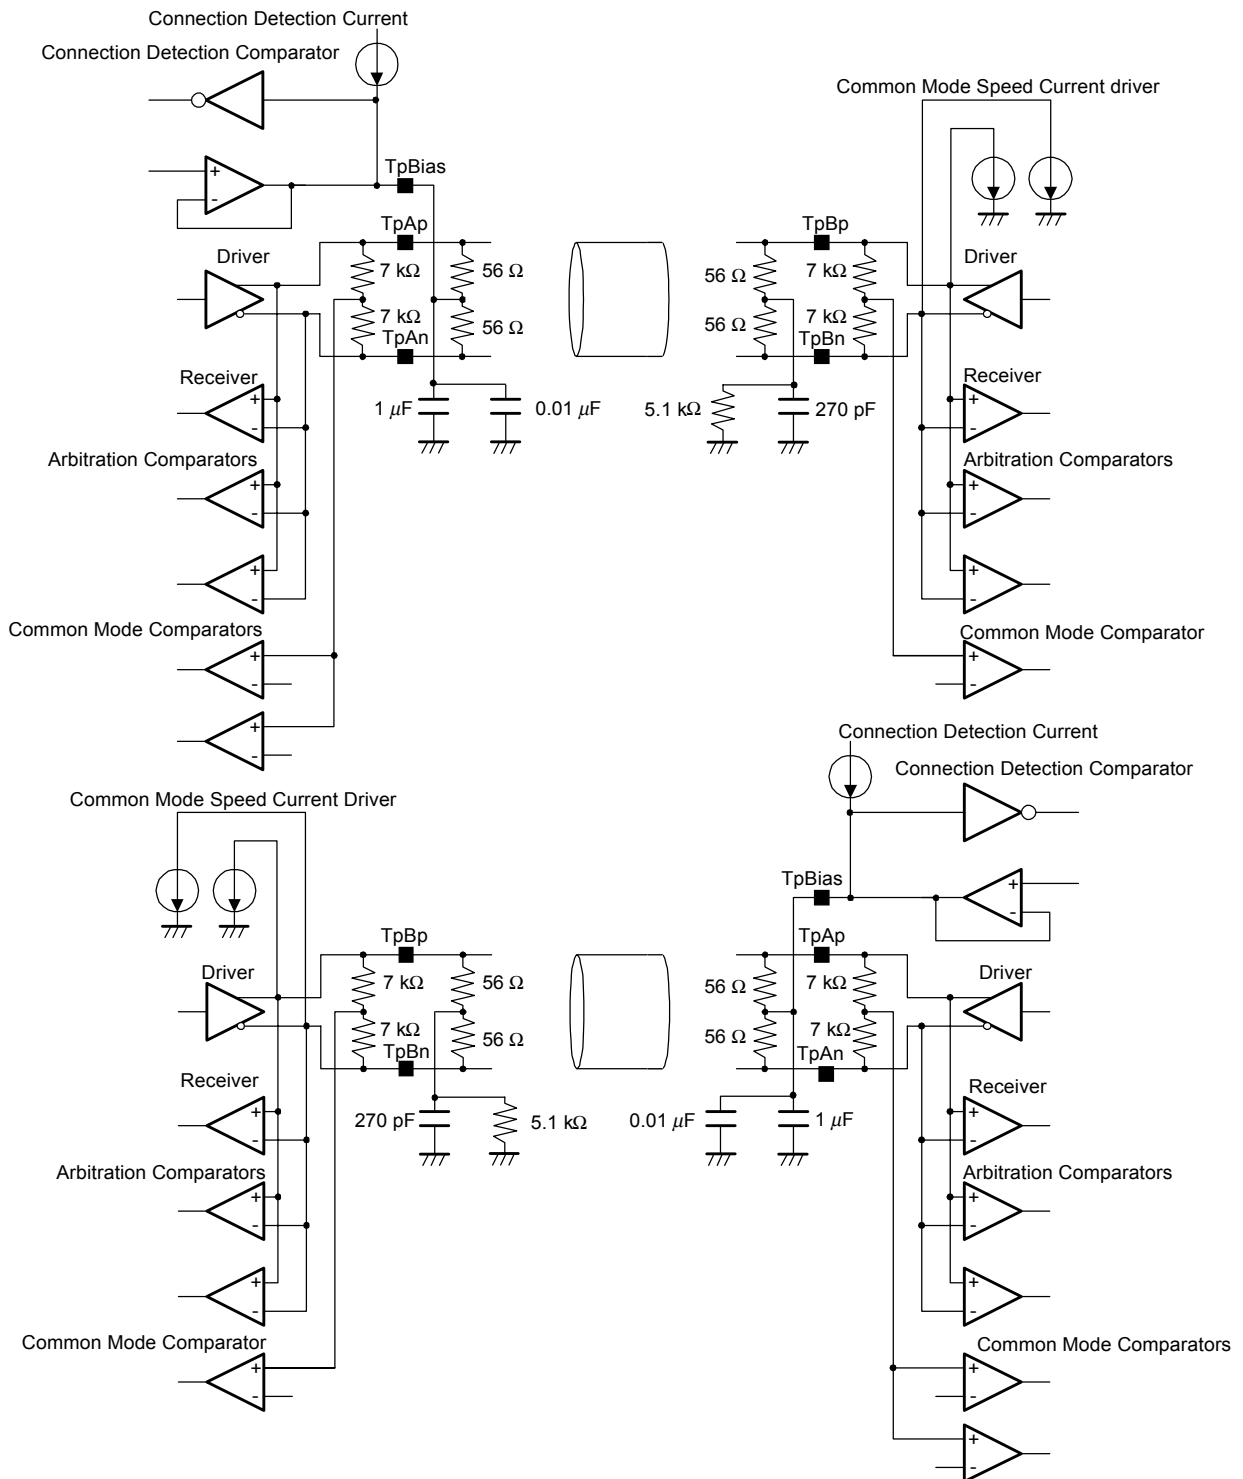 Connection Detection Current
Connection Detection Comparator
Common Mode Speed Current driver
+
-
TpBias
TpAp
TpBp
Driver
7 kΩ
56 Ω
56 Ω
7 kΩ
Driver
7 kΩ
56 Ω
56 Ω
7 kΩ
TpAn
TpBn
Receiver
+
-
1 μF
0.01 μF
5.1 kΩ
270 pF
Receiver
+
-
Arbitration Comparators
+
-
Arbitration Comparators
+
-
+
-
+
-
Common Mode Comparators
+
-
Common Mode Comparator
+
-
+
-
Connection Detection Current
Connection Detection Comparator
Common Mode Speed Current Driver
TpBias
+
-
TpBp
TpAp
Driver
7 kΩ
56 Ω
56 Ω
7 kΩ
Driver
7 kΩ
56 Ω
56 Ω
7 kΩ
TpBn
TpAn
Receiver
+
-
270 pF
5.1 kΩ
0.01 μF
1 μF
Receiver
+
-
Arbitration Comparators
+
-
Arbitration Comparators
+
-
+
-
+
-
Common Mode Comparator
+
-
Common Mode Comparators
+
-
+
-